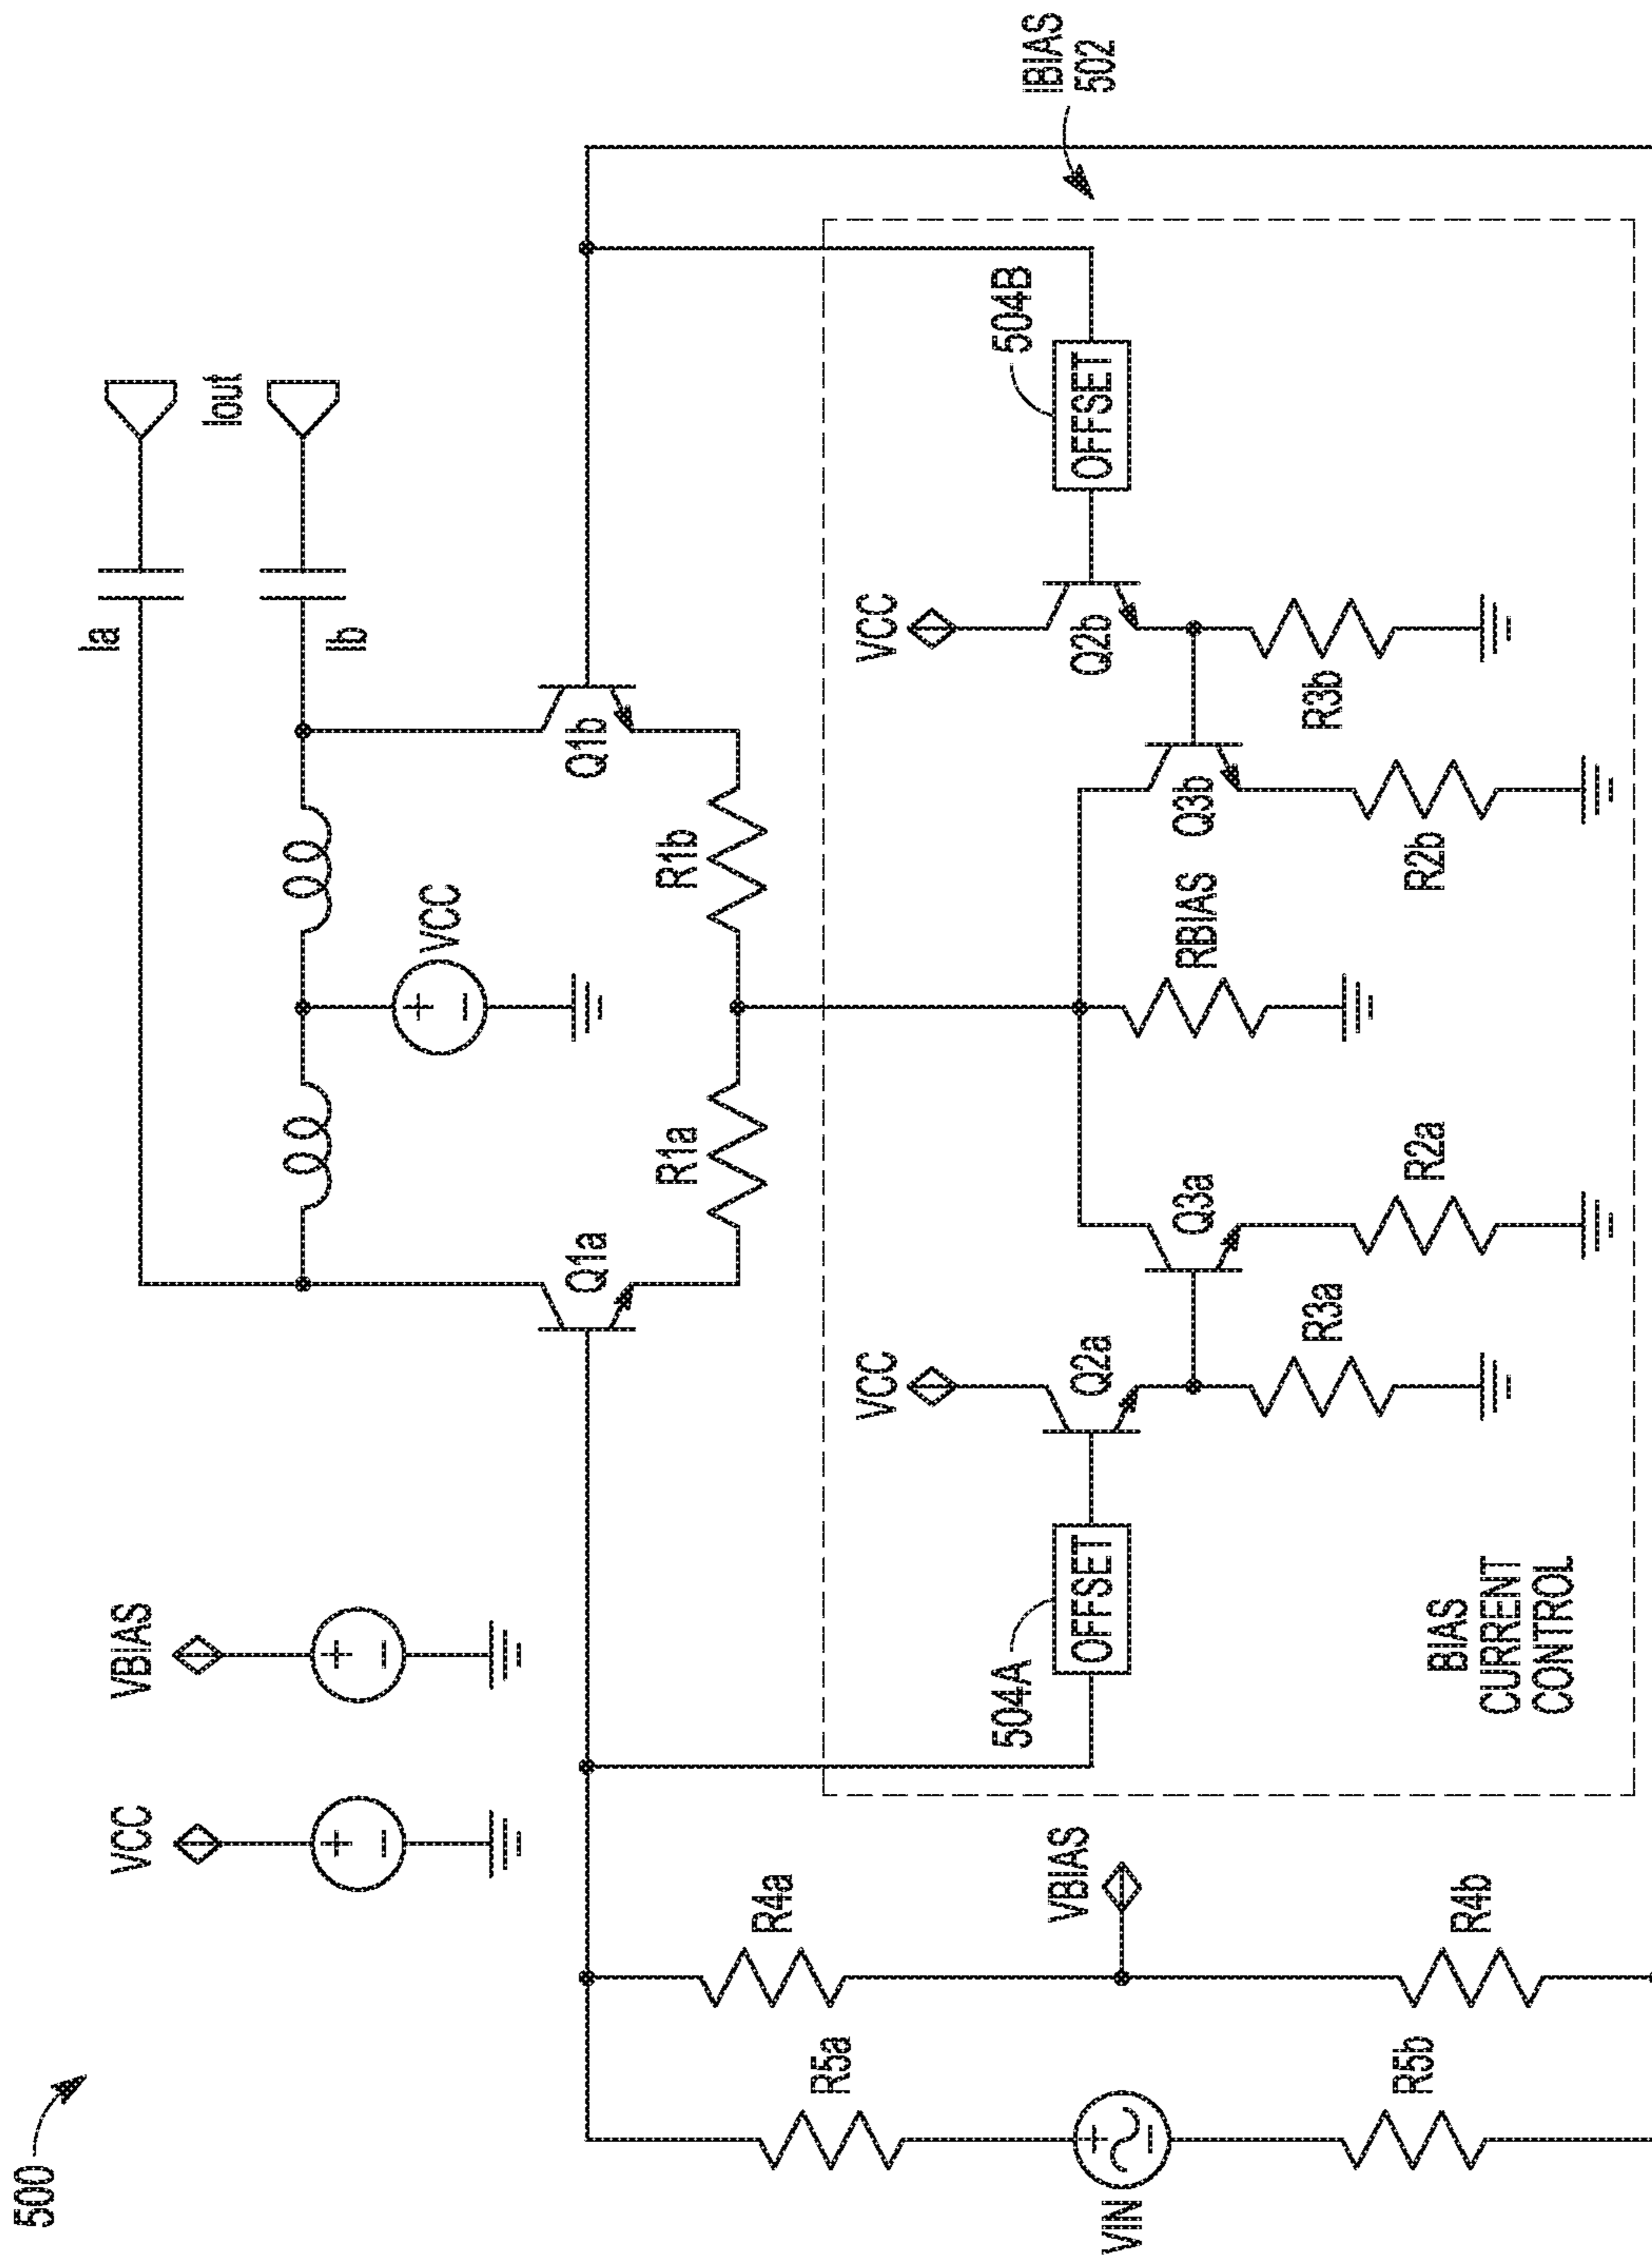 500
VCC
VBIAS
Ia
Iout
Ib
VCC
Q1a
Q1b
R1a
R1b
IBIAS
502
VIN
R5a
R5b
R4a
R4b
VBIAS
504A
OFFSET
VCC
Q2a
Q3a
R3a
R2a
RBIAS
VCC
Q2b
Q3b
R3b
R2b
504B
OFFSET
BIAS
CURRENT
CONTROL